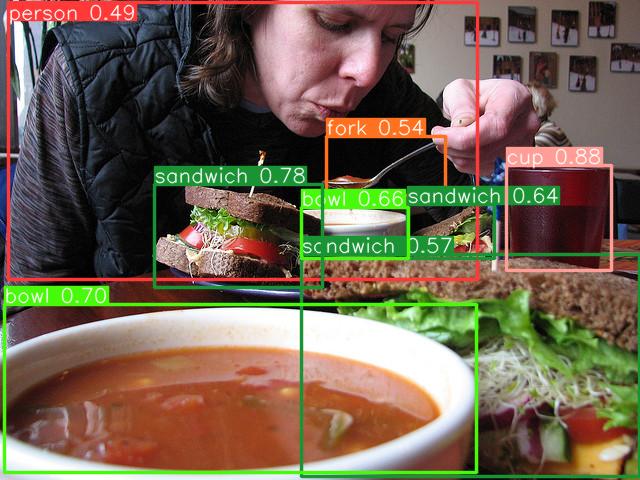 person 0.49
fork 0.54
cup 0.88
sandwich 0.78
bowl 0.66
sandwich 0.64
sandwich 0.57
bowl 0.70